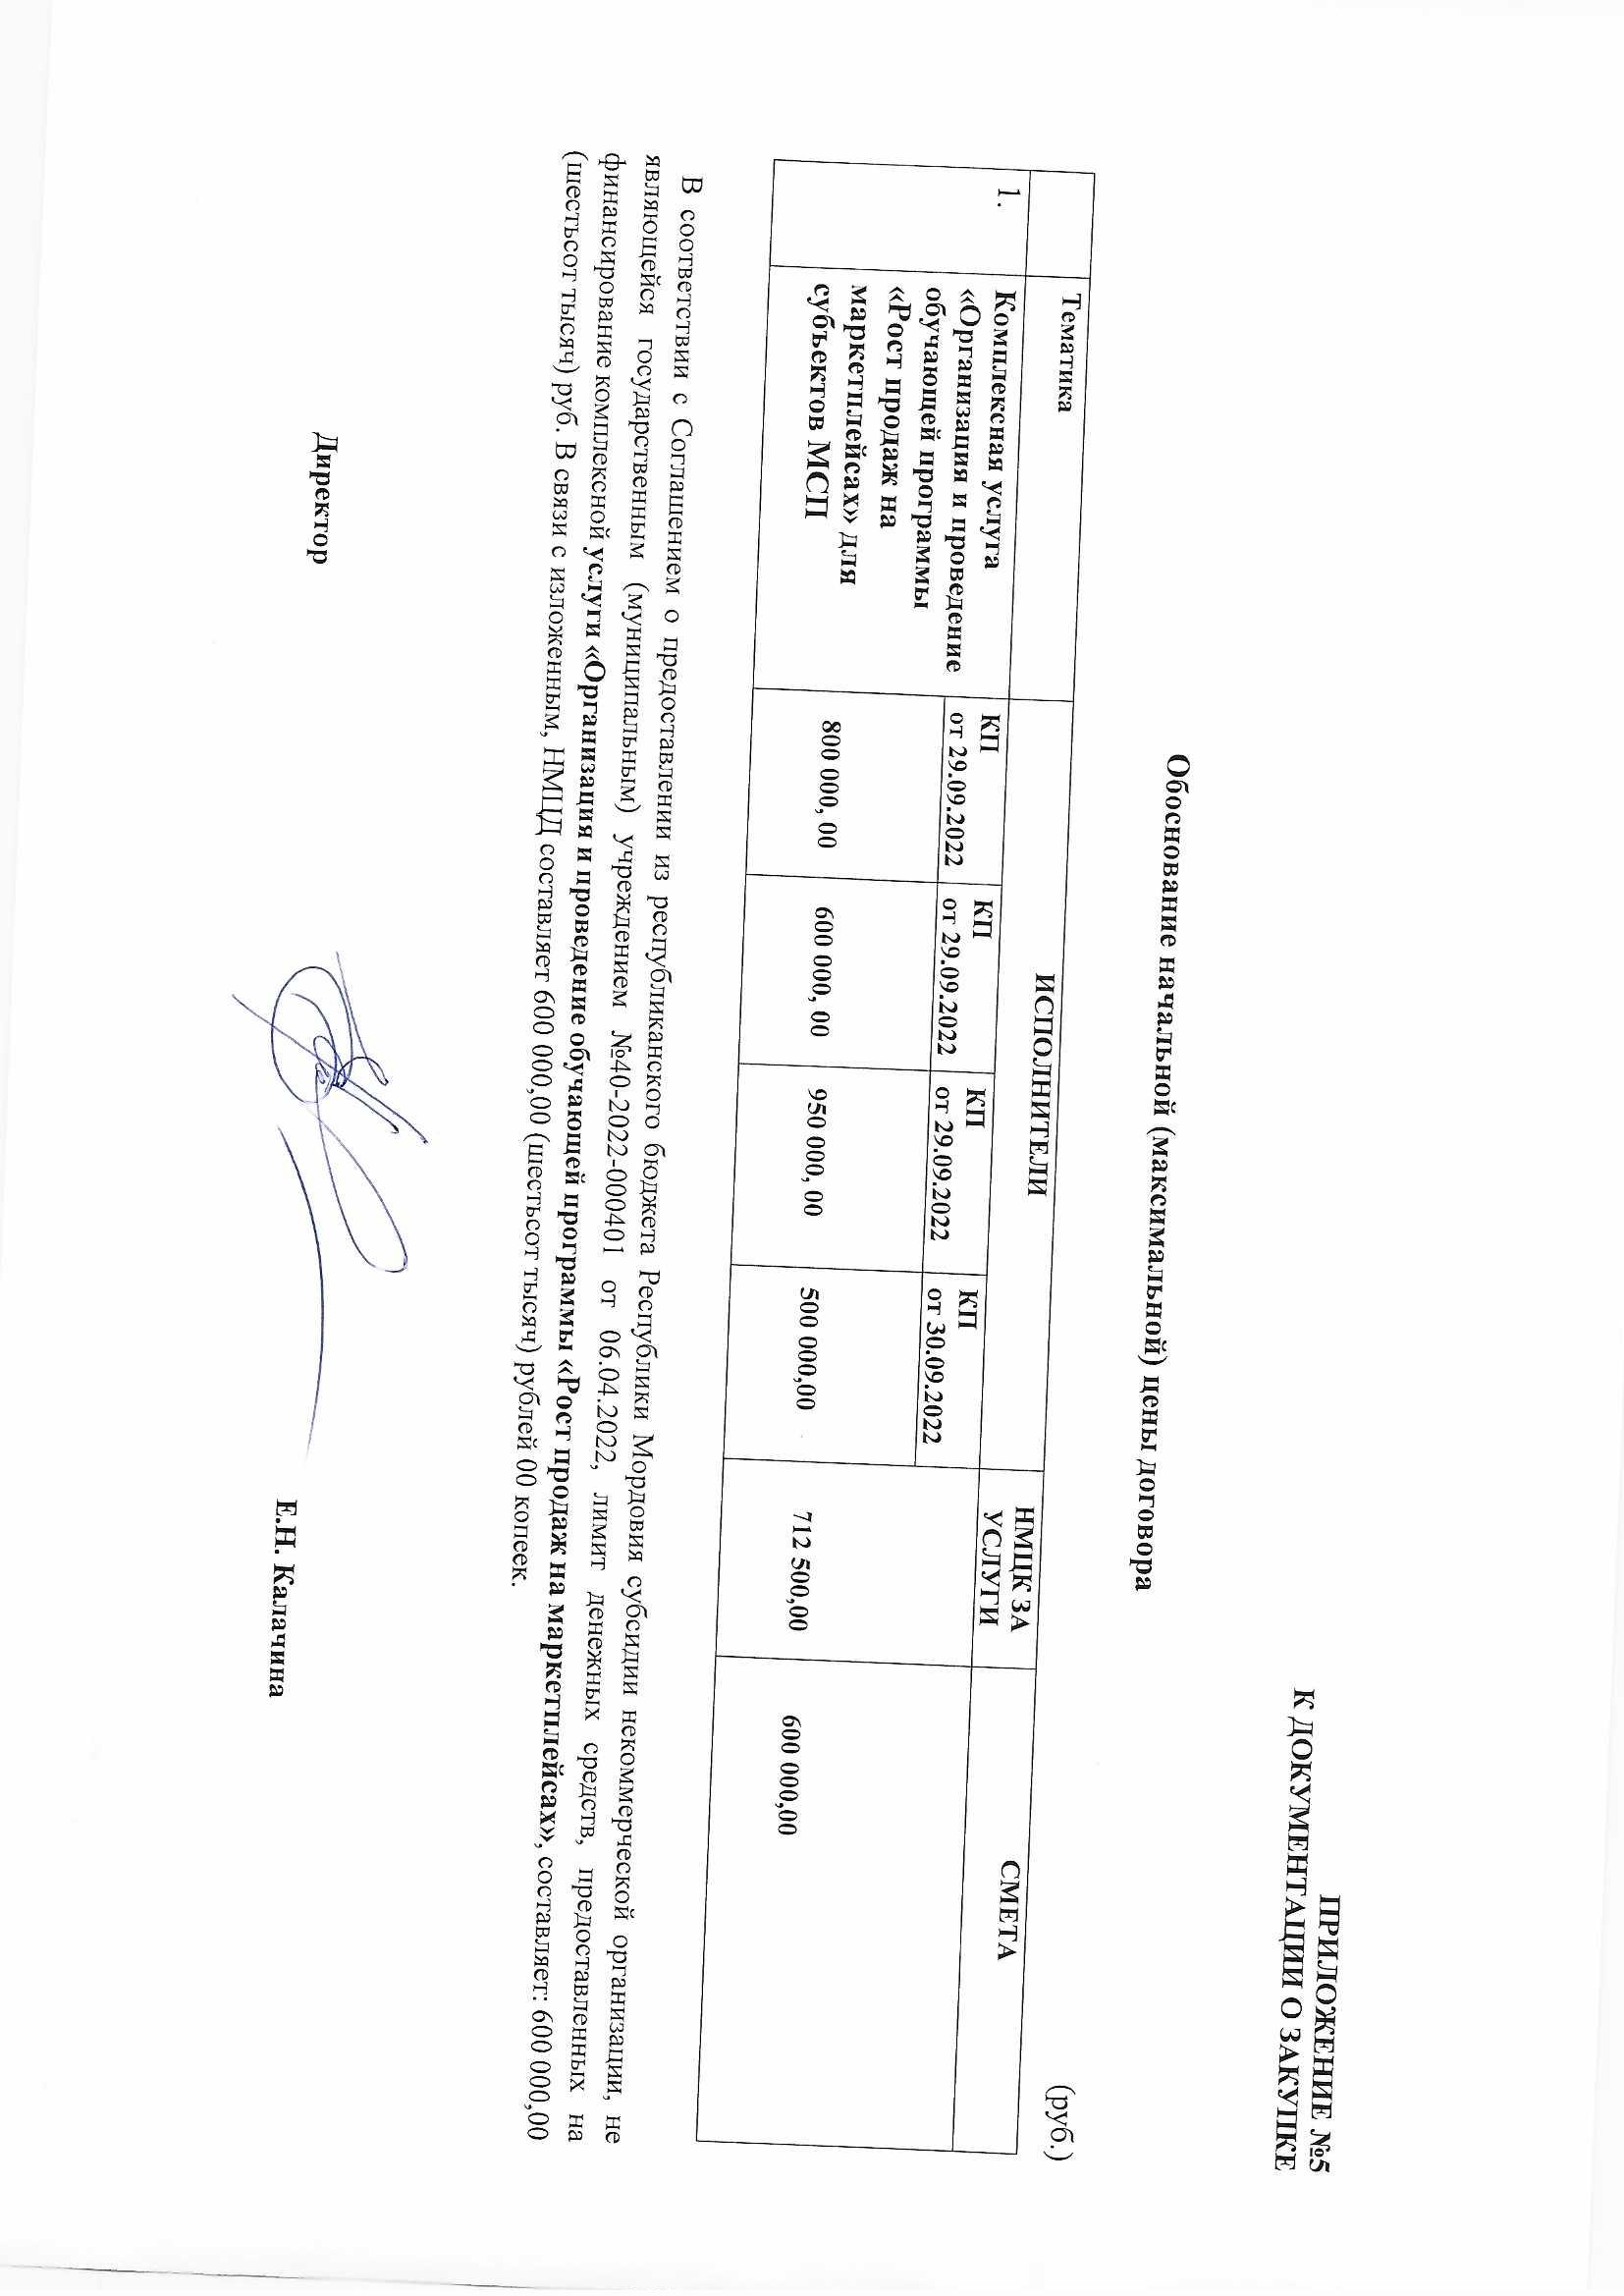 ПРИЛОЖЕНИЕ №5
К ДОКУМЕНТАЦИИ О ЗАКУПКЕ
Обоснование начальной (максимальной) цены договора
(руб.)
Тематика
ИСПОЛНИТЕЛИ
НМЦК ЗА
УСЛУГИ
СМЕТА
КП
от 29.09.2022
КП
от 29.09.2022
КП
от 29.09.2022
КП
от 30.09.2022
1.
Комплексная услуга
«Организация и проведение
обучающей программы
«Рост продаж на
маркетплейсах» для
субъектов МСП
800 000, 00
600 000, 00
950 000, 00
500 000,00
712 500,00
600 000,00
В соответствии с Соглашением о предоставлении из республиканского бюджета Республики Мордовия субсидии некоммерческой организации, не
являющейся государственным (муниципальным) учреждением №40-2022-000401 от 06.04.2022, лимит денежных средств, предоставленных на
финансирование комплексной услуги «Организация и проведение обучающей программы «Рост продаж на маркетплейсах», составляет: 600 000,00
(шестьсот тысяч) руб. В связи с изложенным, НМЦД составляет 600 000,00 (шестьсот тысяч) рублей 00 копеек.
Директор
Е.Н. Калачина